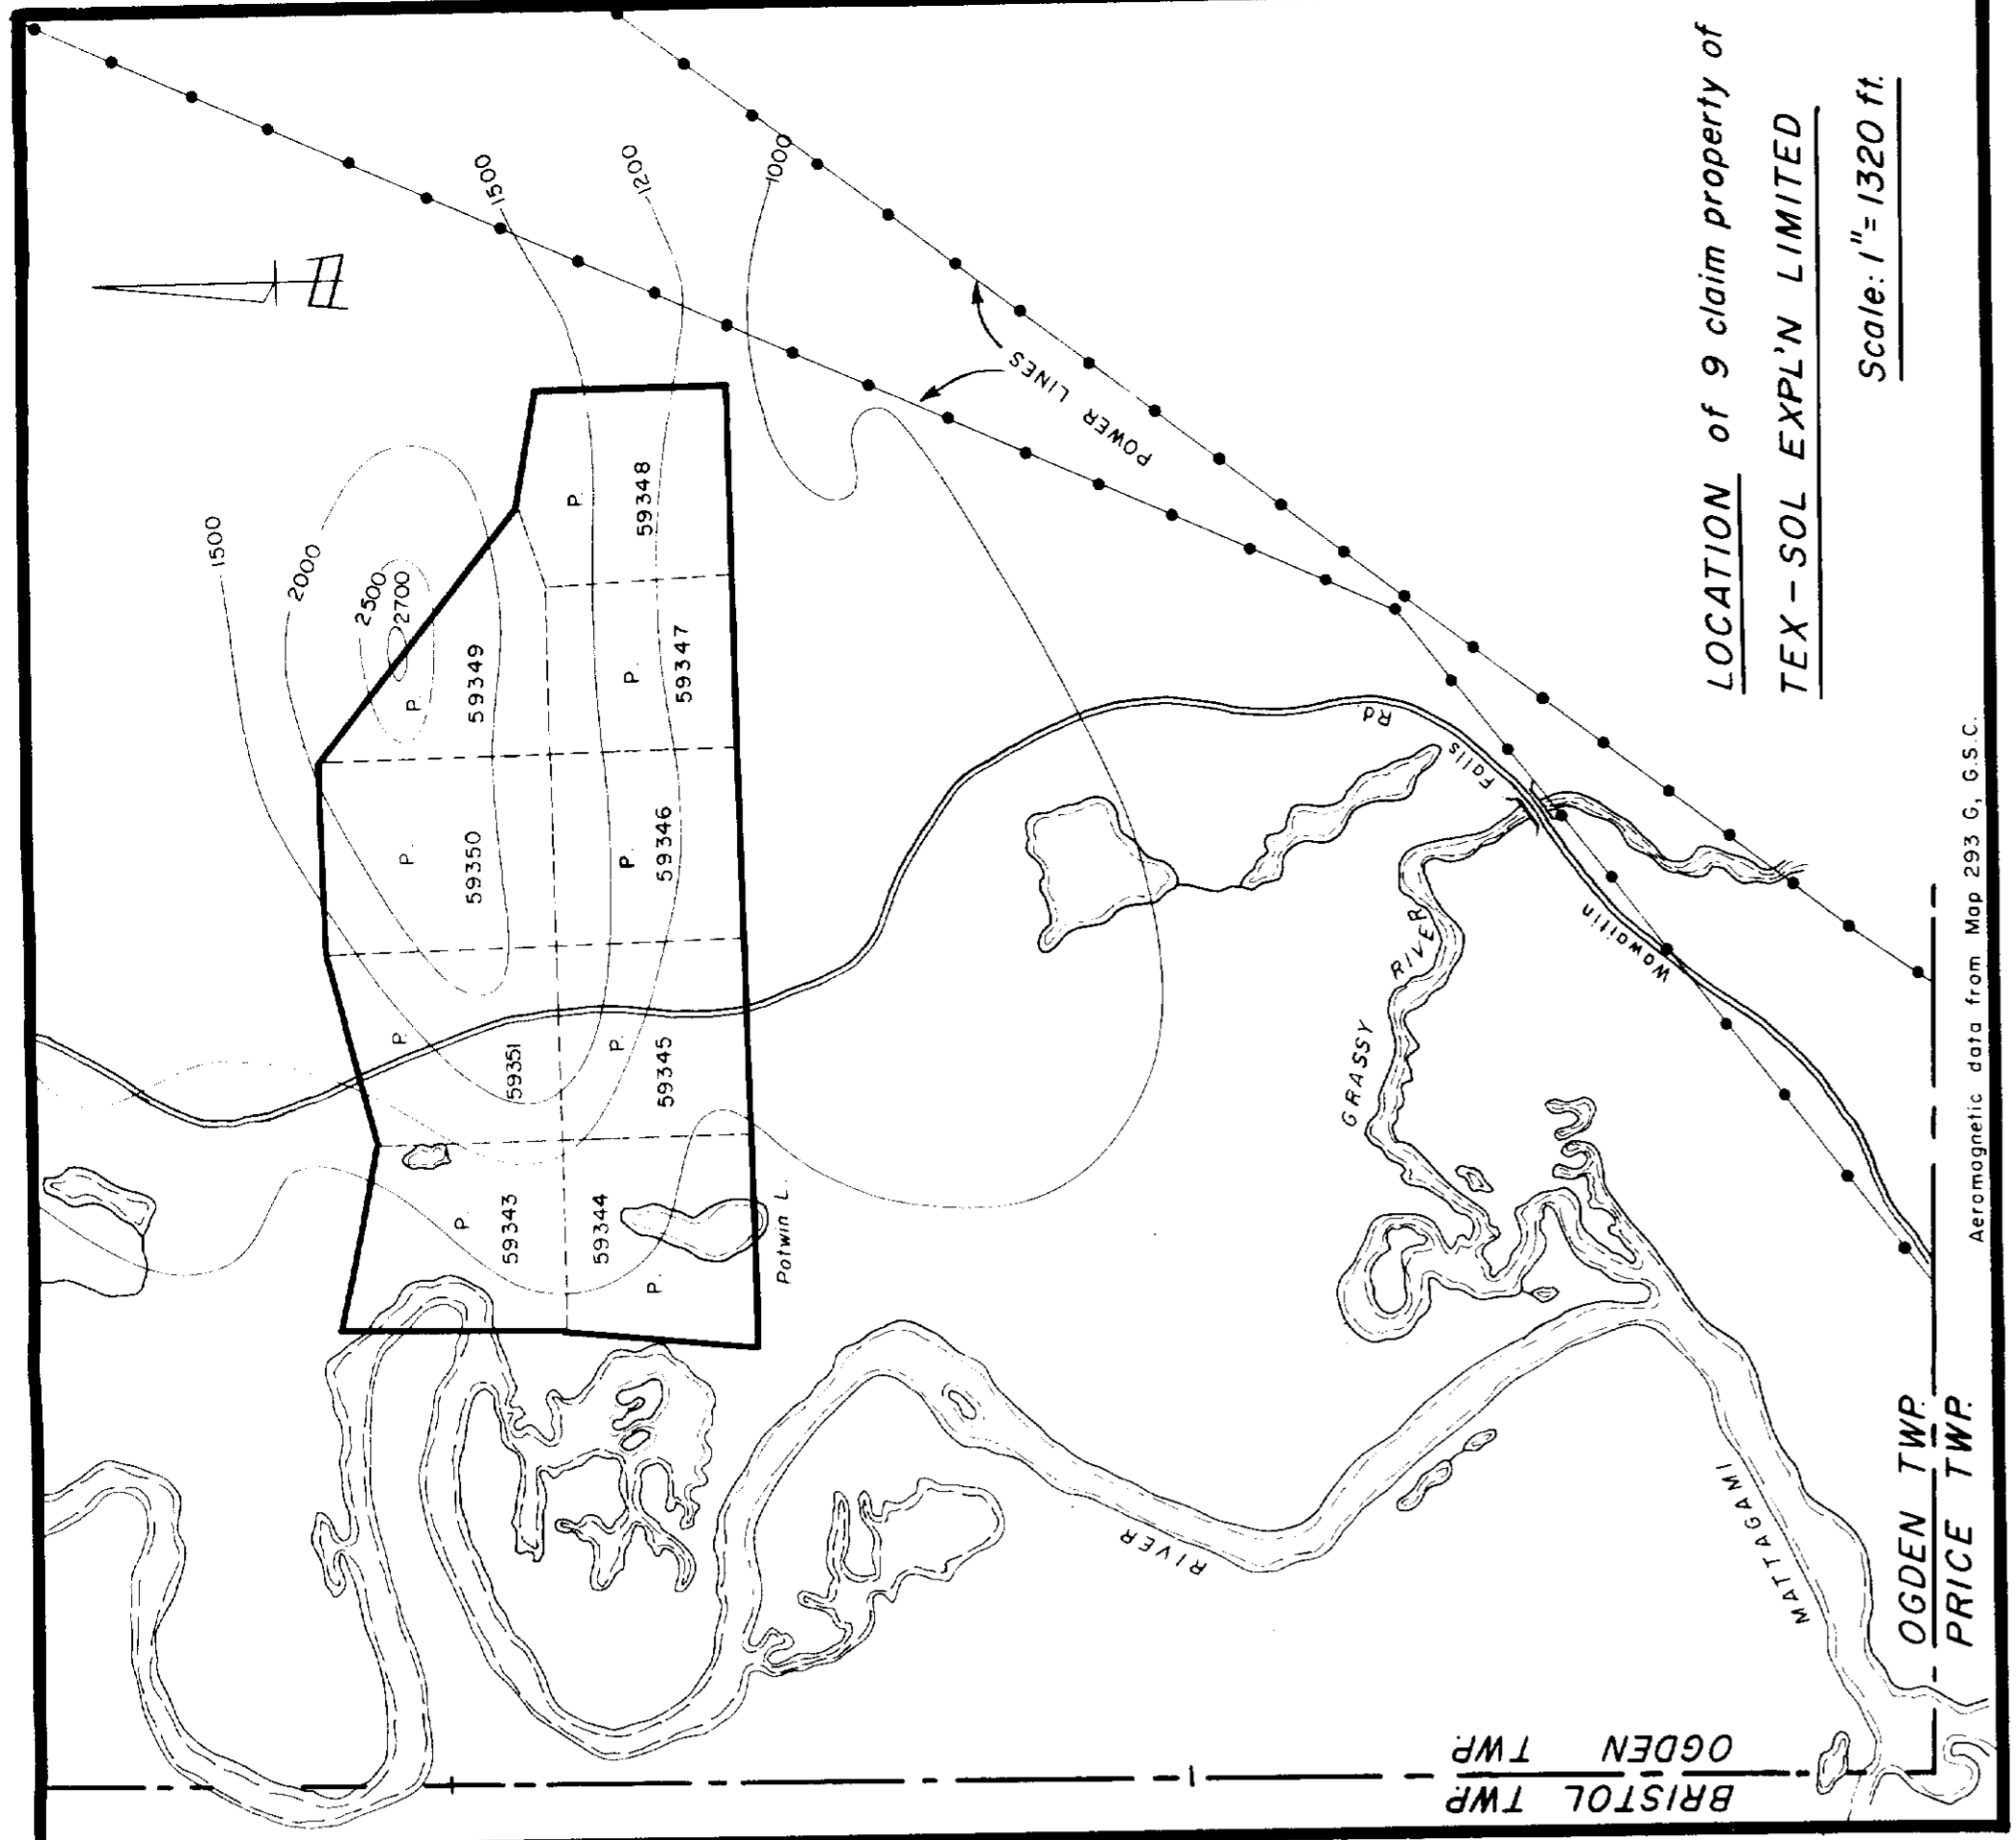 LOCATION of 9 claim property of
TEX-SOL EXPL'N LIMITED
Scale: 1" = 1320 ft.
1500
1200
1000
1500
2000
2500
2700
POWER LINES
P.
59349
P.
59348
P.
59347
P.
59350
P.
59346
P.
59351
P.
59345
P.
59343
59344
P.
Potwin L.
Wawaitin Falls Rd
GRASSY RIVER
MATTAGAMI RIVER
OGDEN TWP.
PRICE TWP.
BRISTOL TWP.
OGDEN TWP.
Aeromagnetic data from Map 293 G, G.S.C.